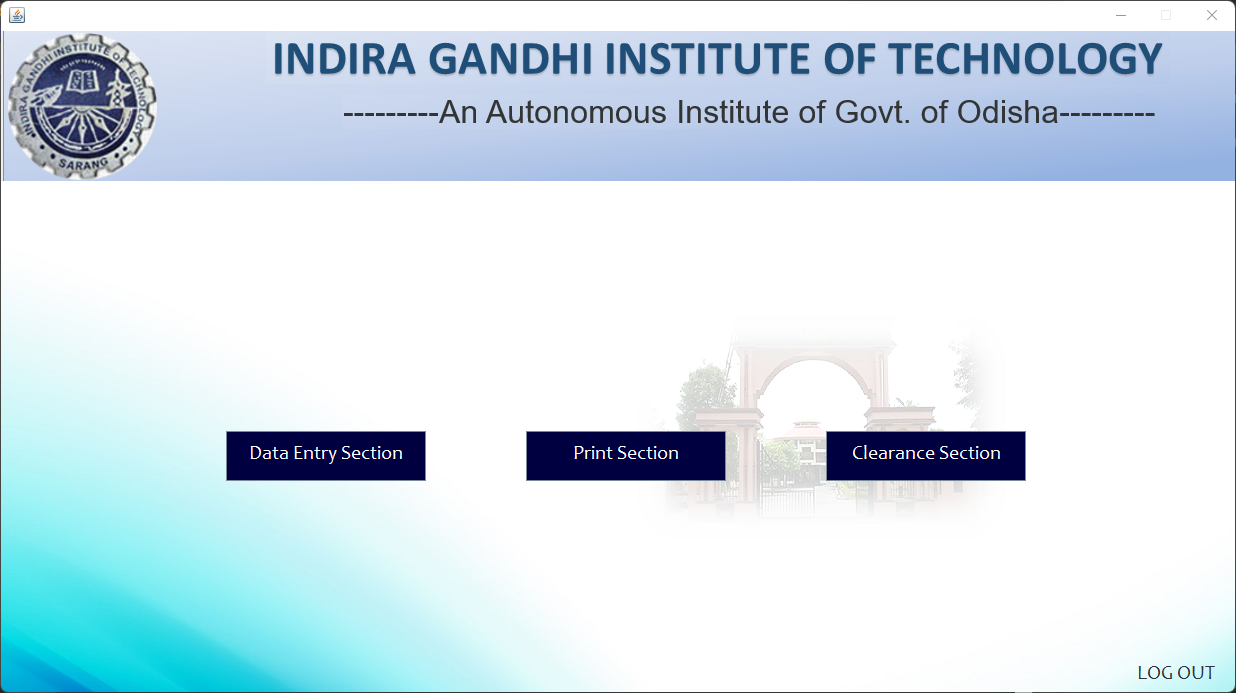 INDIRA GANDHI INSTITUTE OF TECHNOLOGY
---------An Autonomous Institute of Govt. of Odisha---------
INDIRA GANDHI INSTITUTE OF TECHNOLOGY
SARANG
Data Entry Section
Print Section
Clearance Section
LOG OUT